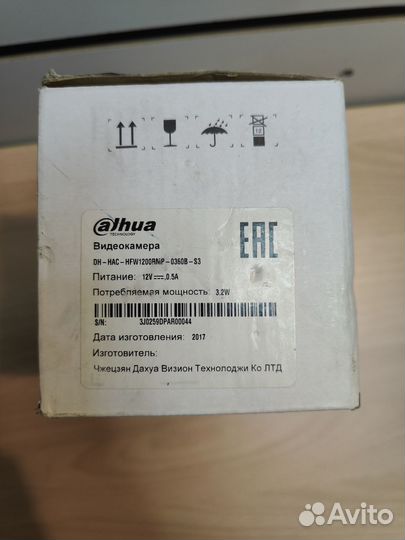 12
alhua
TECHNOLOGY
Видеокамера
EAC
DH-HAC-HFW1200RNP-0360B-S3
Питание: 12V⎓,0.5A
Потребляемая мощность: 3.2W
S/N: 3J0259DPAR00044
Дата изготовления: 2017
Изготовитель:
Чжецзян Дахуа Визион Технолоджи Ко ЛТД
Avito